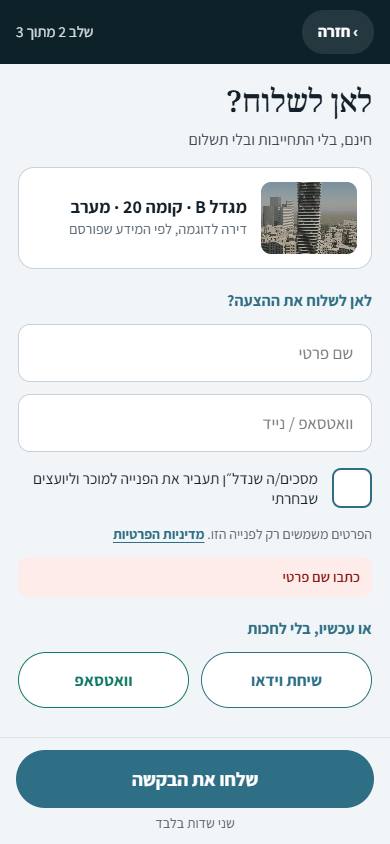 ‹ חזרה
שלב 2 מתוך 3
לאן לשלוח?
חינם, בלי התחייבות ובלי תשלום
מגדל B · קומה 20 · מערב
דירה לדוגמה, לפי המידע שפורסם
לאן לשלוח את ההצעה?
שם פרטי
וואטסאפ / נייד
מסכים/ה שנדל״ן תעביר את הפנייה למוכר וליועצים
שבחרתי
הפרטים משמשים רק לפנייה הזו. מדיניות הפרטיות
כתבו שם פרטי
או עכשיו, בלי לחכות
שיחת וידאו
וואטסאפ
שלחו את הבקשה
שני שדות בלבד